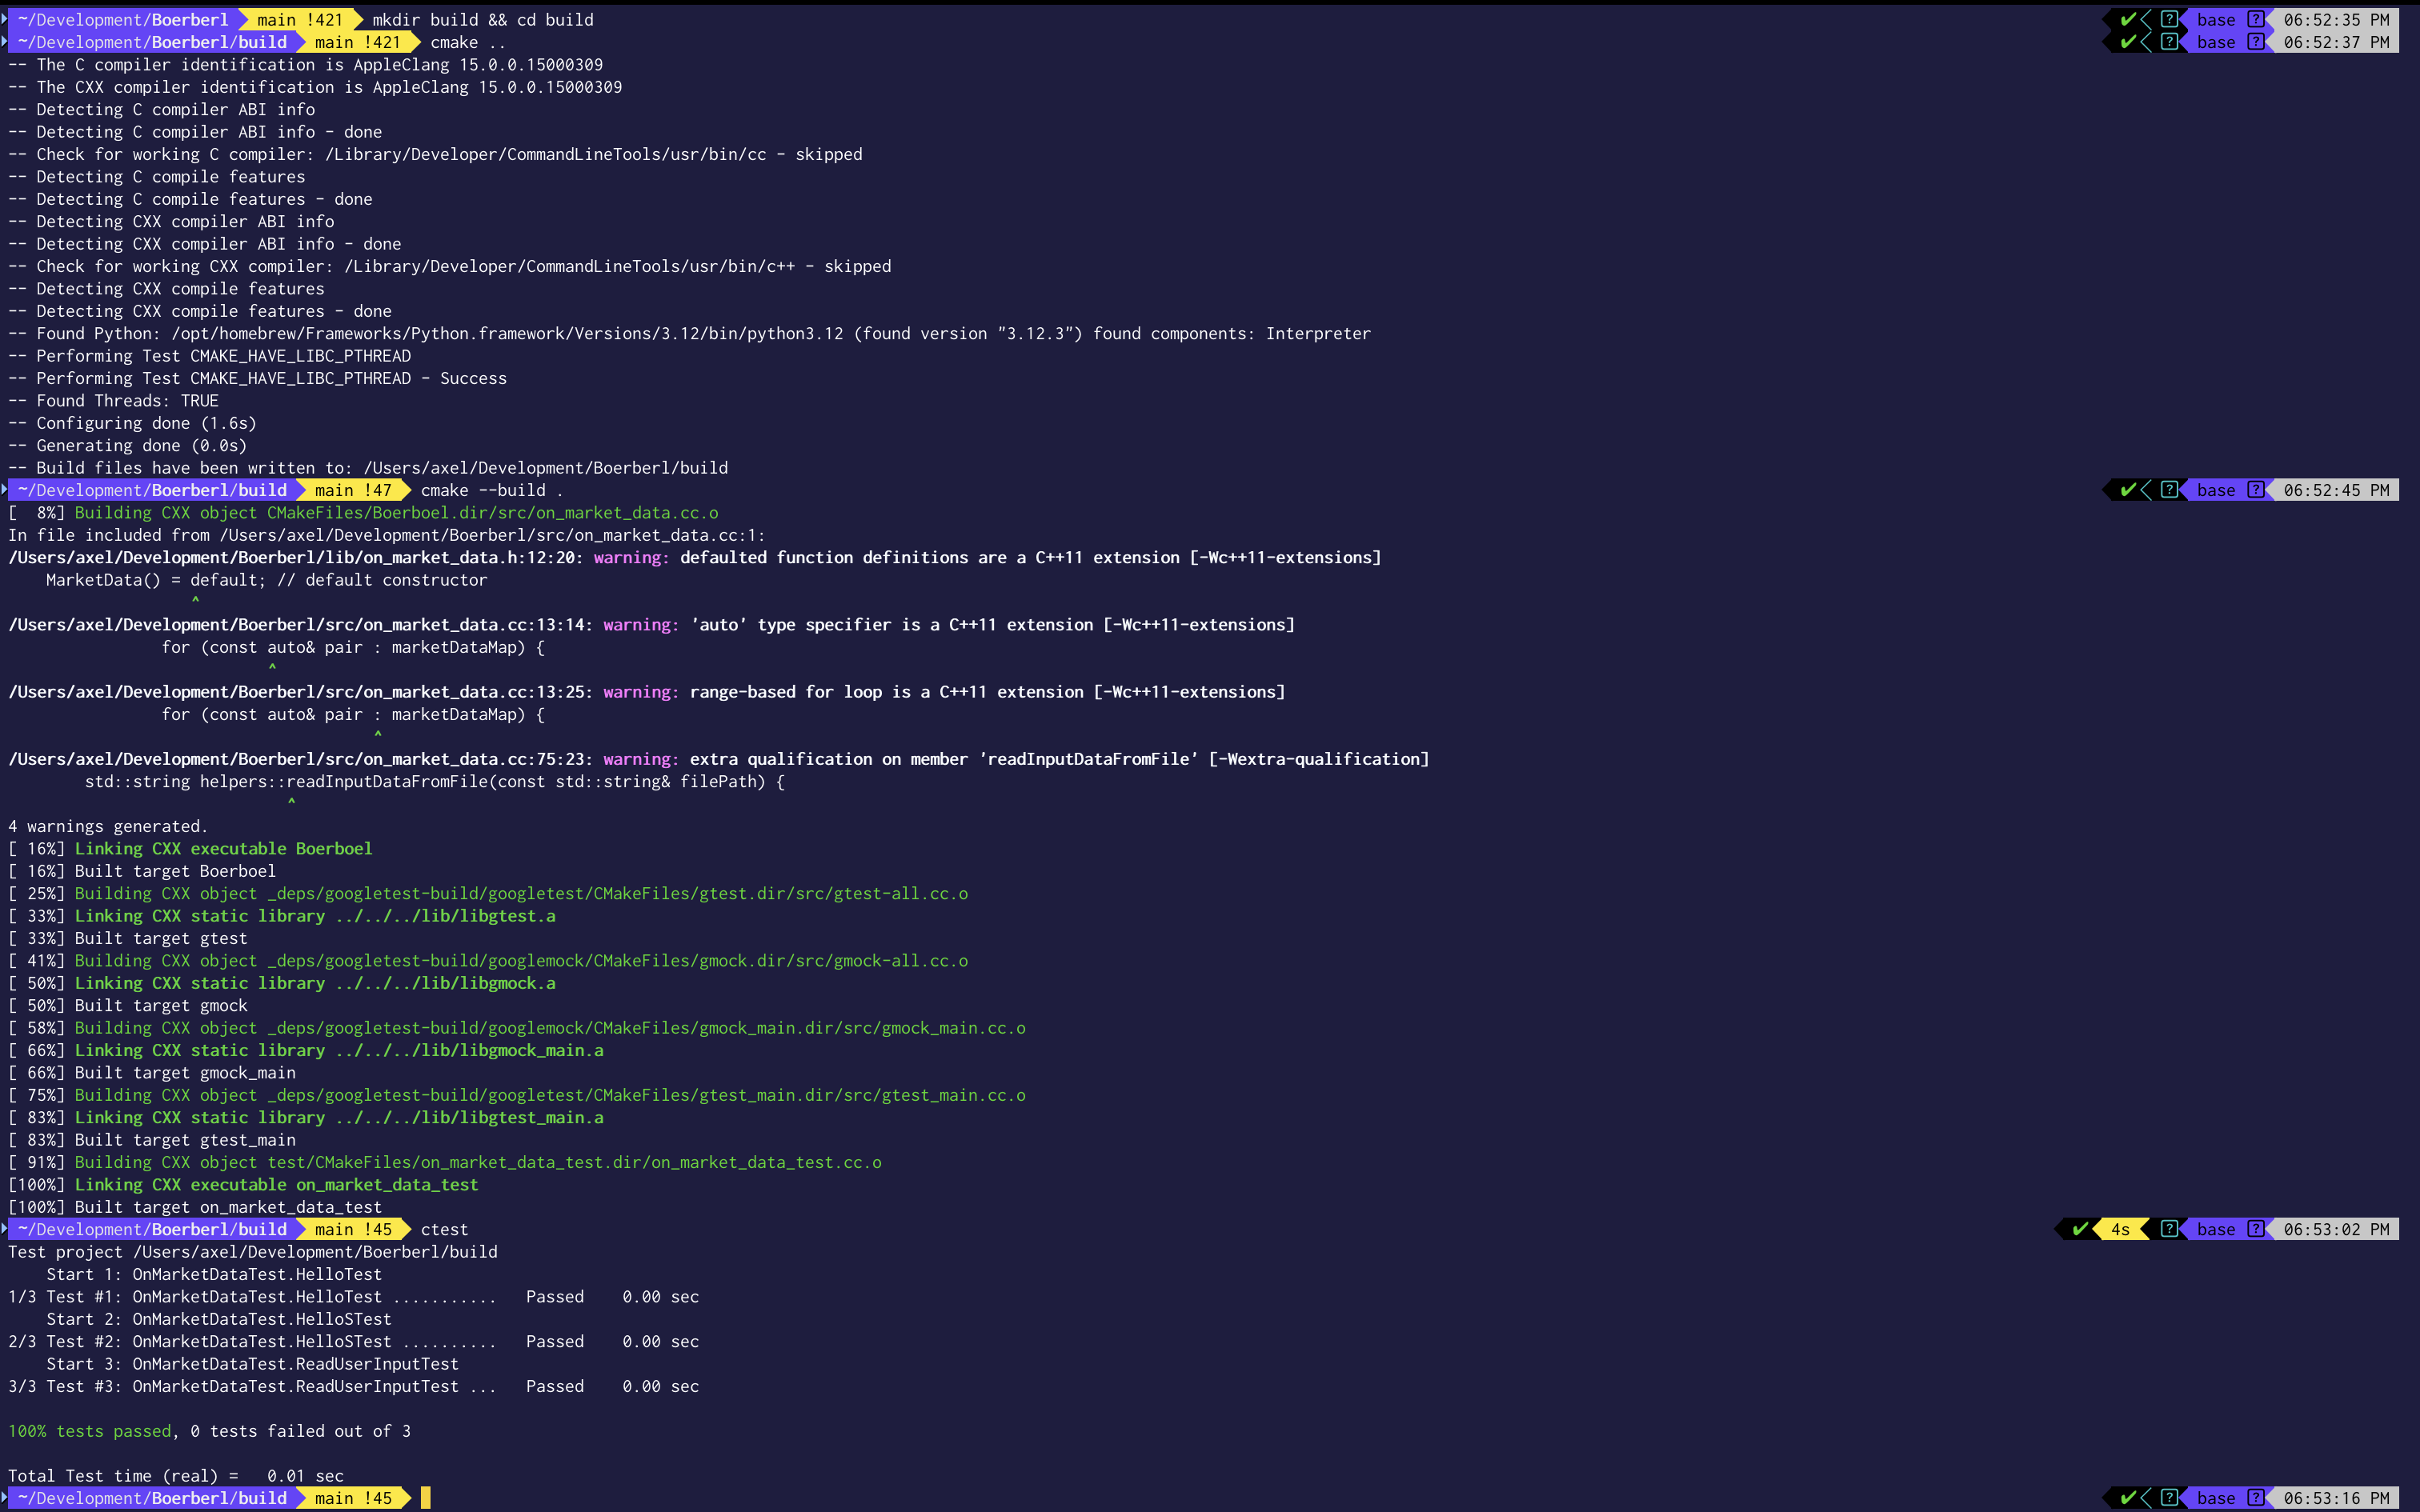 ~/Development/Boerberl main !421 mkdir build && cd build ✔ base 06:52:35 PM
~/Development/Boerberl/build main !421 cmake .. ✔ base 06:52:37 PM
-- The C compiler identification is AppleClang 15.0.0.15000309
-- The CXX compiler identification is AppleClang 15.0.0.15000309
-- Detecting C compiler ABI info
-- Detecting C compiler ABI info - done
-- Check for working C compiler: /Library/Developer/CommandLineTools/usr/bin/cc - skipped
-- Detecting C compile features
-- Detecting C compile features - done
-- Detecting CXX compiler ABI info
-- Detecting CXX compiler ABI info - done
-- Check for working CXX compiler: /Library/Developer/CommandLineTools/usr/bin/c++ - skipped
-- Detecting CXX compile features
-- Detecting CXX compile features - done
-- Found Python: /opt/homebrew/Frameworks/Python.framework/Versions/3.12/bin/python3.12 (found version "3.12.3") found components: Interpreter
-- Performing Test CMAKE_HAVE_LIBC_PTHREAD
-- Performing Test CMAKE_HAVE_LIBC_PTHREAD - Success
-- Found Threads: TRUE
-- Configuring done (1.6s)
-- Generating done (0.0s)
-- Build files have been written to: /Users/axel/Development/Boerberl/build
~/Development/Boerberl/build main !47 cmake --build . ✔ base 06:52:45 PM
[  8%] Building CXX object CMakeFiles/Boerboel.dir/src/on_market_data.cc.o
In file included from /Users/axel/Development/Boerberl/src/on_market_data.cc:1:
/Users/axel/Development/Boerberl/lib/on_market_data.h:12:20: warning: defaulted function definitions are a C++11 extension [-Wc++11-extensions]
    MarketData() = default; // default constructor
                   ^
/Users/axel/Development/Boerberl/src/on_market_data.cc:13:14: warning: 'auto' type specifier is a C++11 extension [-Wc++11-extensions]
                for (const auto& pair : marketDataMap) {
                           ^
/Users/axel/Development/Boerberl/src/on_market_data.cc:13:25: warning: range-based for loop is a C++11 extension [-Wc++11-extensions]
                for (const auto& pair : marketDataMap) {
                                      ^
/Users/axel/Development/Boerberl/src/on_market_data.cc:75:23: warning: extra qualification on member 'readInputDataFromFile' [-Wextra-qualification]
        std::string helpers::readInputDataFromFile(const std::string& filePath) {
                             ^
4 warnings generated.
[ 16%] Linking CXX executable Boerboel
[ 16%] Built target Boerboel
[ 25%] Building CXX object _deps/googletest-build/googletest/CMakeFiles/gtest.dir/src/gtest-all.cc.o
[ 33%] Linking CXX static library ../../../lib/libgtest.a
[ 33%] Built target gtest
[ 41%] Building CXX object _deps/googletest-build/googlemock/CMakeFiles/gmock.dir/src/gmock-all.cc.o
[ 50%] Linking CXX static library ../../../lib/libgmock.a
[ 50%] Built target gmock
[ 58%] Building CXX object _deps/googletest-build/googlemock/CMakeFiles/gmock_main.dir/src/gmock_main.cc.o
[ 66%] Linking CXX static library ../../../lib/libgmock_main.a
[ 66%] Built target gmock_main
[ 75%] Building CXX object _deps/googletest-build/googletest/CMakeFiles/gtest_main.dir/src/gtest_main.cc.o
[ 83%] Linking CXX static library ../../../lib/libgtest_main.a
[ 83%] Built target gtest_main
[ 91%] Building CXX object test/CMakeFiles/on_market_data_test.dir/on_market_data_test.cc.o
[100%] Linking CXX executable on_market_data_test
[100%] Built target on_market_data_test
~/Development/Boerberl/build main !45 ctest ✔ 4s base 06:53:02 PM
Test project /Users/axel/Development/Boerberl/build
    Start 1: OnMarketDataTest.HelloTest
1/3 Test #1: OnMarketDataTest.HelloTest ...........   Passed    0.00 sec
    Start 2: OnMarketDataTest.HelloSTest
2/3 Test #2: OnMarketDataTest.HelloSTest ..........   Passed    0.00 sec
    Start 3: OnMarketDataTest.ReadUserInputTest
3/3 Test #3: OnMarketDataTest.ReadUserInputTest ...   Passed    0.00 sec
100% tests passed, 0 tests failed out of 3
Total Test time (real) =   0.01 sec
~/Development/Boerberl/build main !45 ✔ base 06:53:16 PM